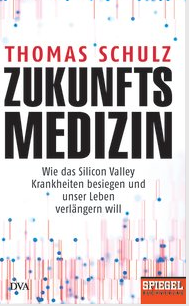 THOMAS SCHULZ
ZUKUNFTS
MEDIZIN
Wie das Silicon Valley
Krankheiten besiegen und
unser Leben
verlängern will
DVA
SPIEGEL